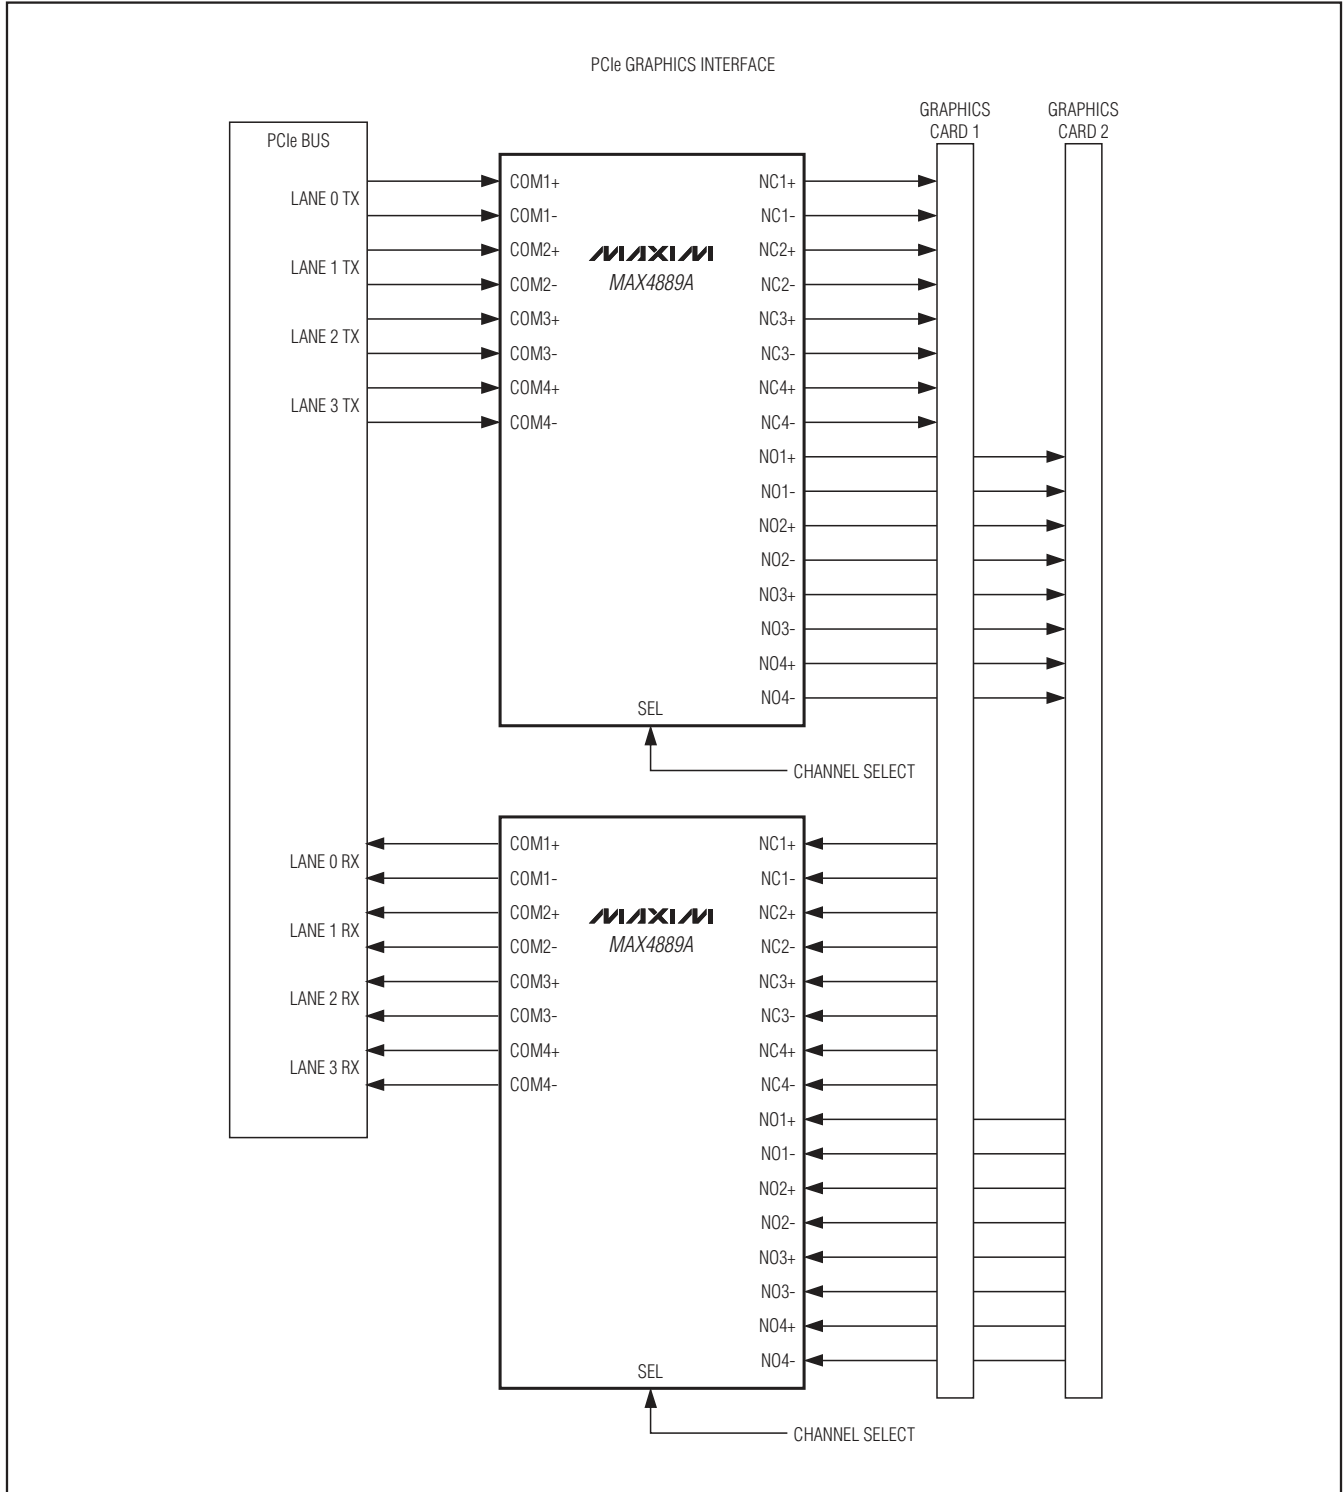 PCIe GRAPHICS INTERFACE
GRAPHICS
CARD 1
GRAPHICS
CARD 2
PCIe BUS
LANE 0 TX
LANE 1 TX
LANE 2 TX
LANE 3 TX
COM1+
COM1-
COM2+
COM2-
COM3+
COM3-
COM4+
COM4-
MAXIM
MAX4889A
NC1+
NC1-
NC2+
NC2-
NC3+
NC3-
NC4+
NC4-
NO1+
NO1-
NO2+
NO2-
NO3+
NO3-
NO4+
NO4-
SEL
CHANNEL SELECT
LANE 0 RX
LANE 1 RX
LANE 2 RX
LANE 3 RX
COM1+
COM1-
COM2+
COM2-
COM3+
COM3-
COM4+
COM4-
MAXIM
MAX4889A
NC1+
NC1-
NC2+
NC2-
NC3+
NC3-
NC4+
NC4-
NO1+
NO1-
NO2+
NO2-
NO3+
NO3-
NO4+
NO4-
SEL
CHANNEL SELECT